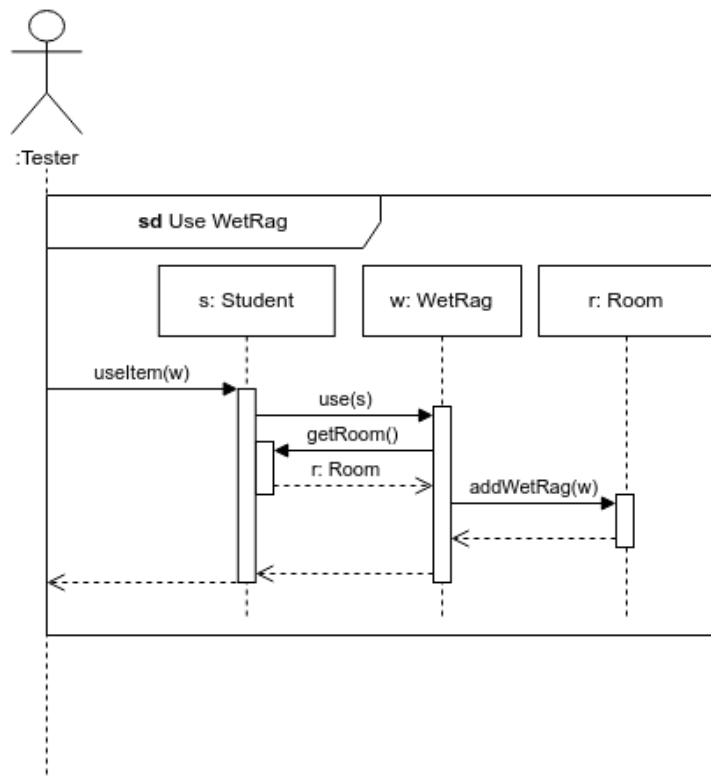 :Tester
sd Use WetRag
s: Student
w: WetRag
r: Room
useItem(w)
use(s)
getRoom()
r: Room
addWetRag(w)